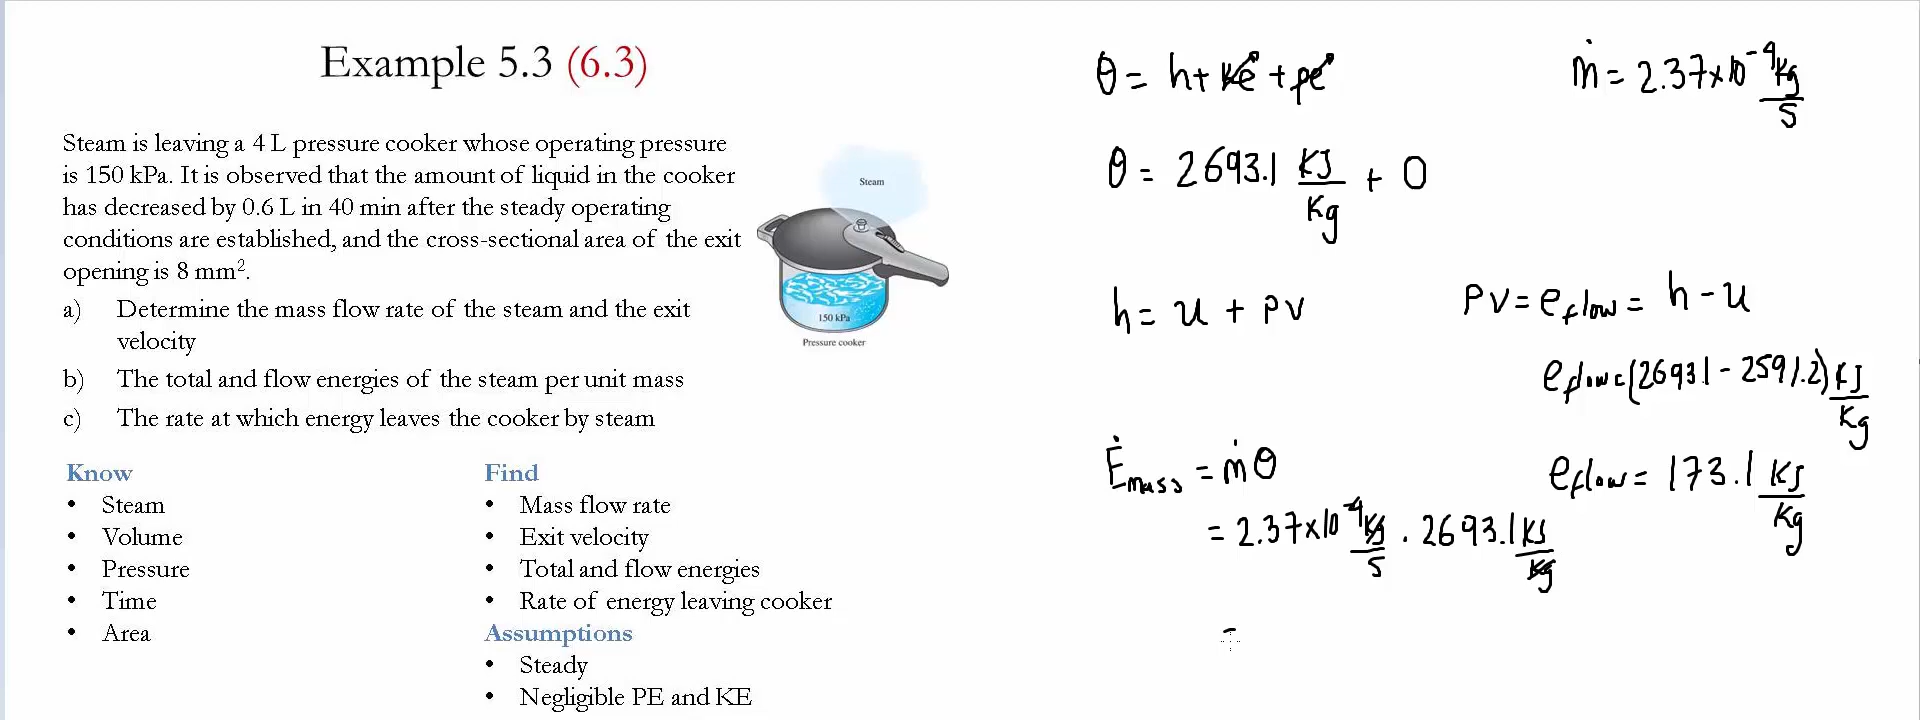 Example 5.3 (6.3)
Steam is leaving a 4 L pressure cooker whose operating pressure
is 150 kPa. It is observed that the amount of liquid in the cooker
has decreased by 0.6 L in 40 min after the steady operating
conditions are established, and the cross-sectional area of the exit
opening is 8 mm².
a) Determine the mass flow rate of the steam and the exit
velocity
b) The total and flow energies of the steam per unit mass
c) The rate at which energy leaves the cooker by steam
Steam
150 kPa
Pressure cooker
Know
• Steam
• Volume
• Pressure
• Time
• Area
Find
• Mass flow rate
• Exit velocity
• Total and flow energies
• Rate of energy leaving cooker
Assumptions
• Steady
• Negligible PE and KE
θ = h + ke + pe
ṁ = 2.37 × 10⁻⁴ kg/s
θ = 2693.1 KJ/Kg + 0
h = u + PV
PV = e flow = h - u
e flow = (2693.1 - 2591.2) KJ/Kg
e flow = 173.1 KJ/Kg
Ė mass = ṁθ
= 2.37 × 10⁻⁴ kg/s · 2693.1 KJ/kg